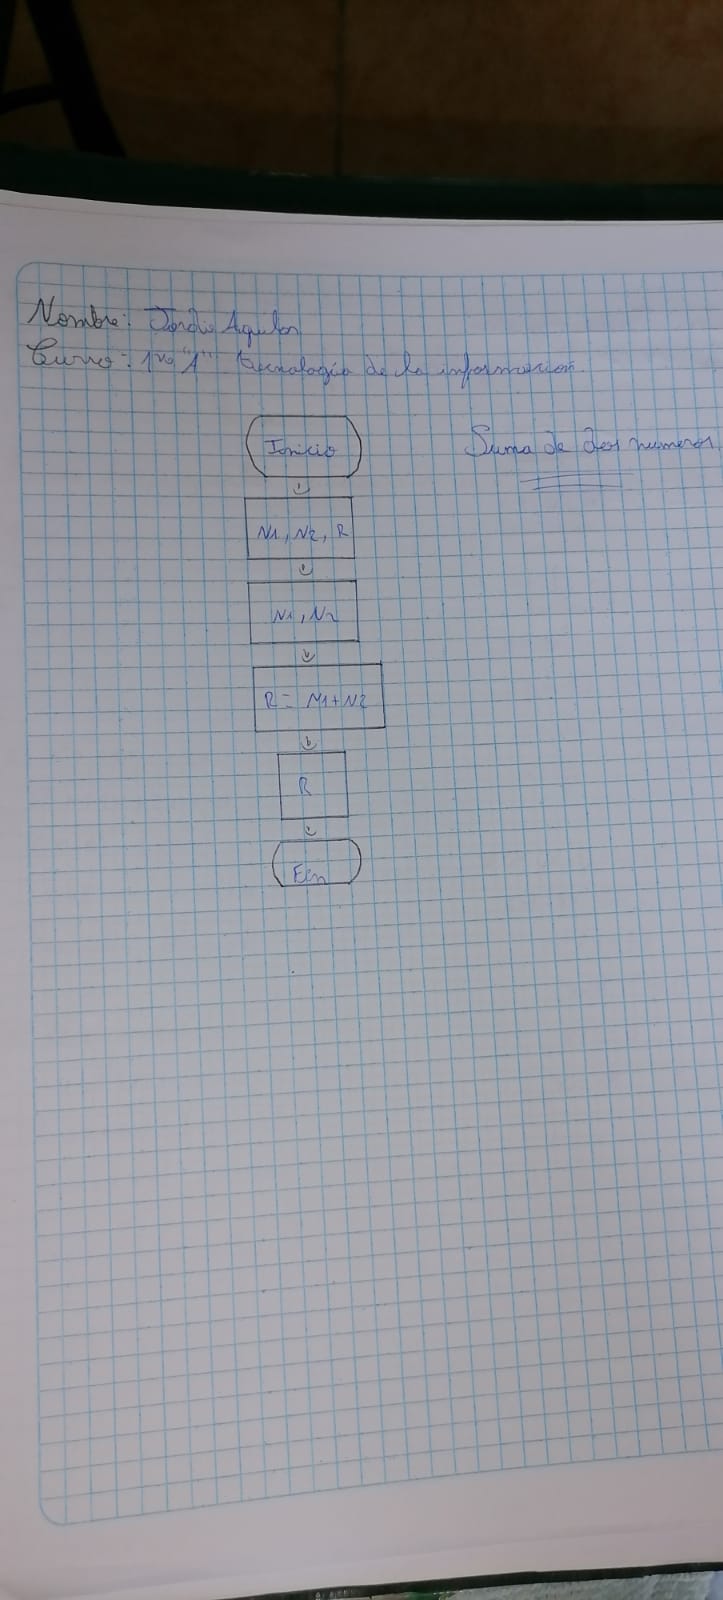 Nombre: Jordi Aguilar
Curso: 1ro "A" tecnología de la información.
Suma de dos numeros.
Inicio
N1, N2, R
N1, N2
R = N1+N2
R
Fin